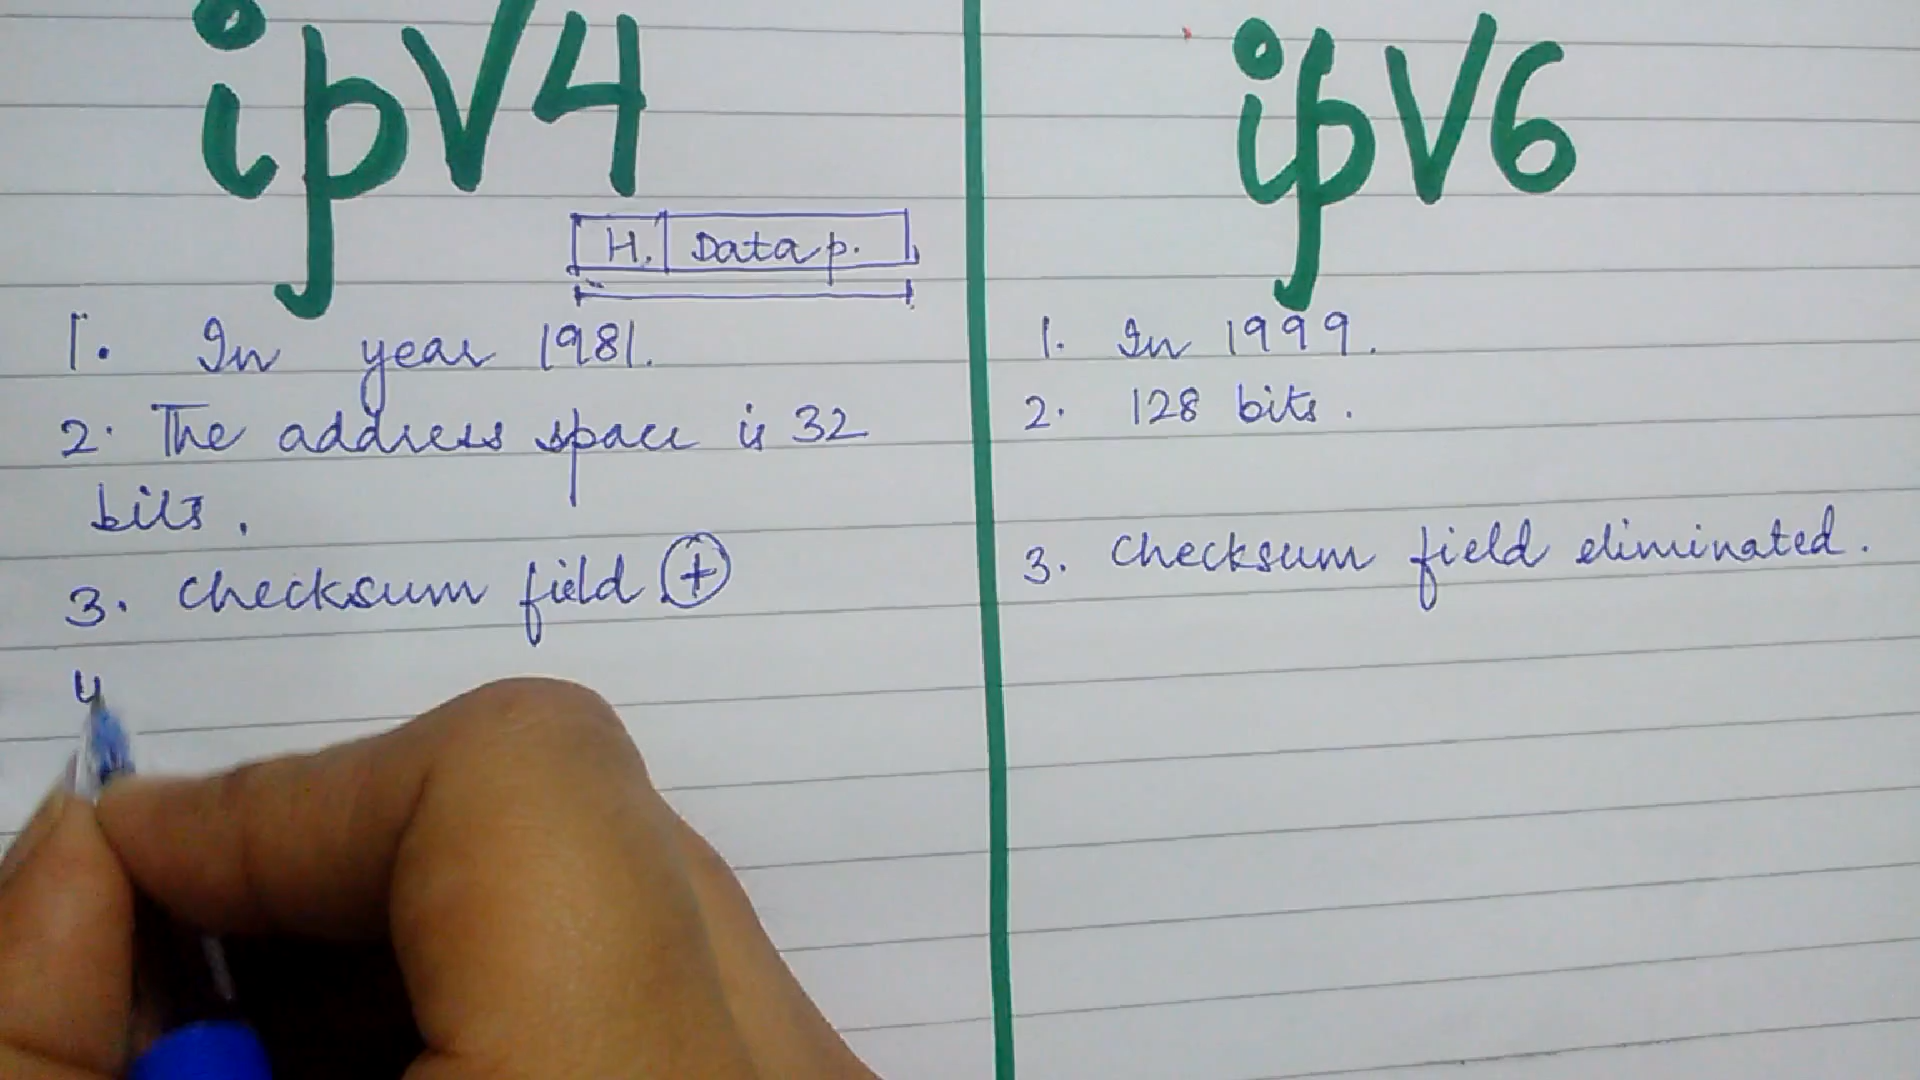 ipV4
H. Data p.
1. In year 1981.
2. The address space is 32
bits.
3. Checksum field +
4
ipV6
1. In 1999.
2. 128 bits.
3. Checksum field eliminated.